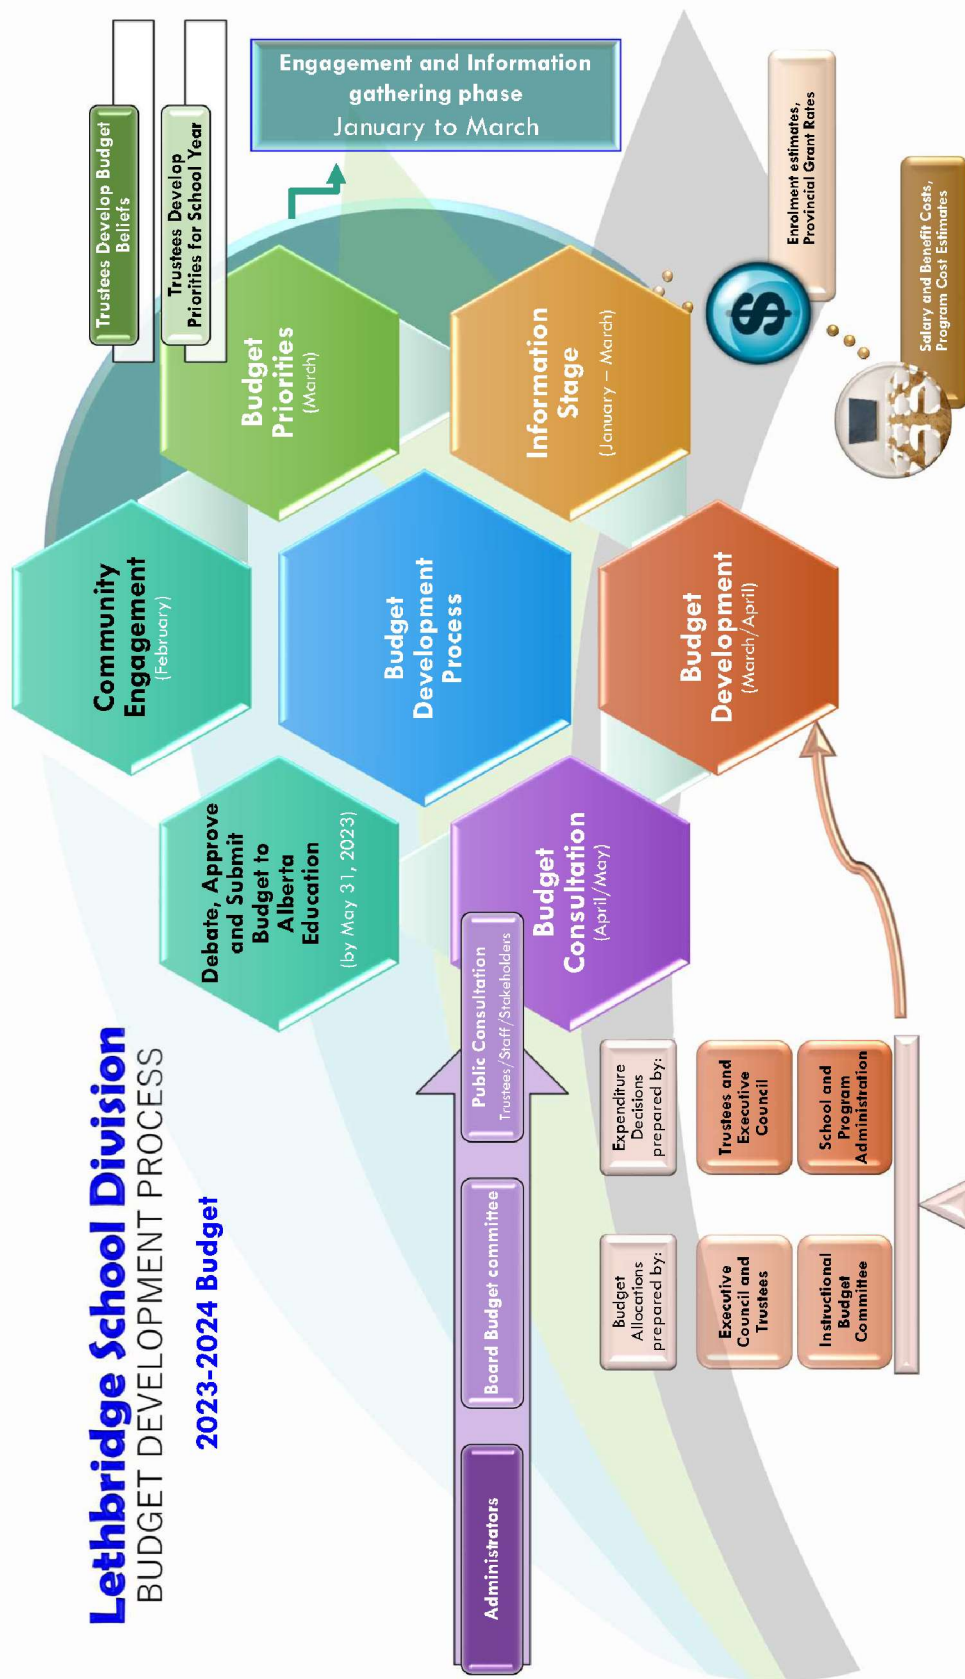 Lethbridge School Division
BUDGET DEVELOPMENT PROCESS
2023-2024 Budget
Debate, Approve
and Submit
Budget to
Alberta
Education
(by May 31, 2023)
Community
Engagement
(February)
Budget
Priorities
(March)
Trustees Develop Budget
Beliefs
Trustees Develop
Priorities for School Year
Engagement and Information
gathering phase
January to March
Budget
Development
Process
Information
Stage
(January – March)
Enrolment estimates,
Provincial Grant Rates
$
Salary and Benefit Costs,
Program Cost Estimates
Budget
Development
(March/April)
Budget
Consultation
(April/May)
Administrators
Board Budget committee
Public Consultation
Trustees/Staff/Stakeholders
Budget
Allocations
prepared by:
Executive
Council and
Trustees
Instructional
Budget
Committee
Expenditure
Decisions
prepared by:
Trustees and
Executive
Council
School and
Program
Administration